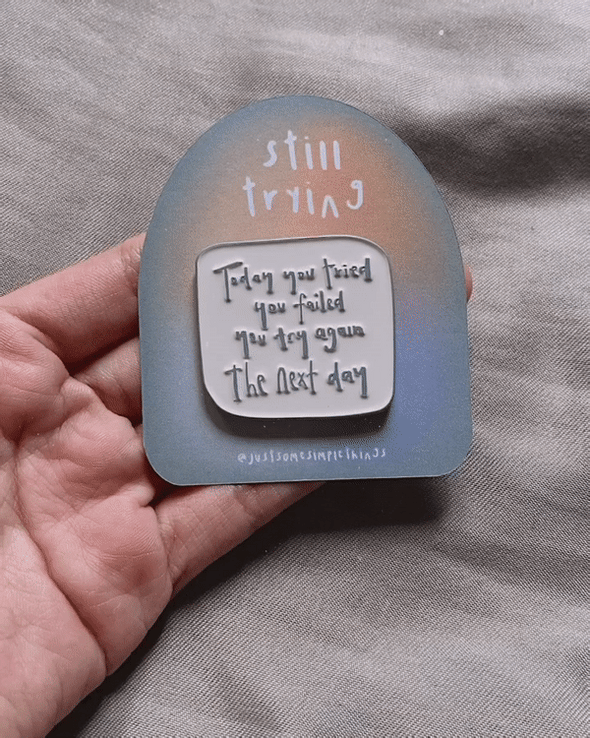 still
trying
Today you tried
you failed
you try again
The Next day
@justsomesimplethings